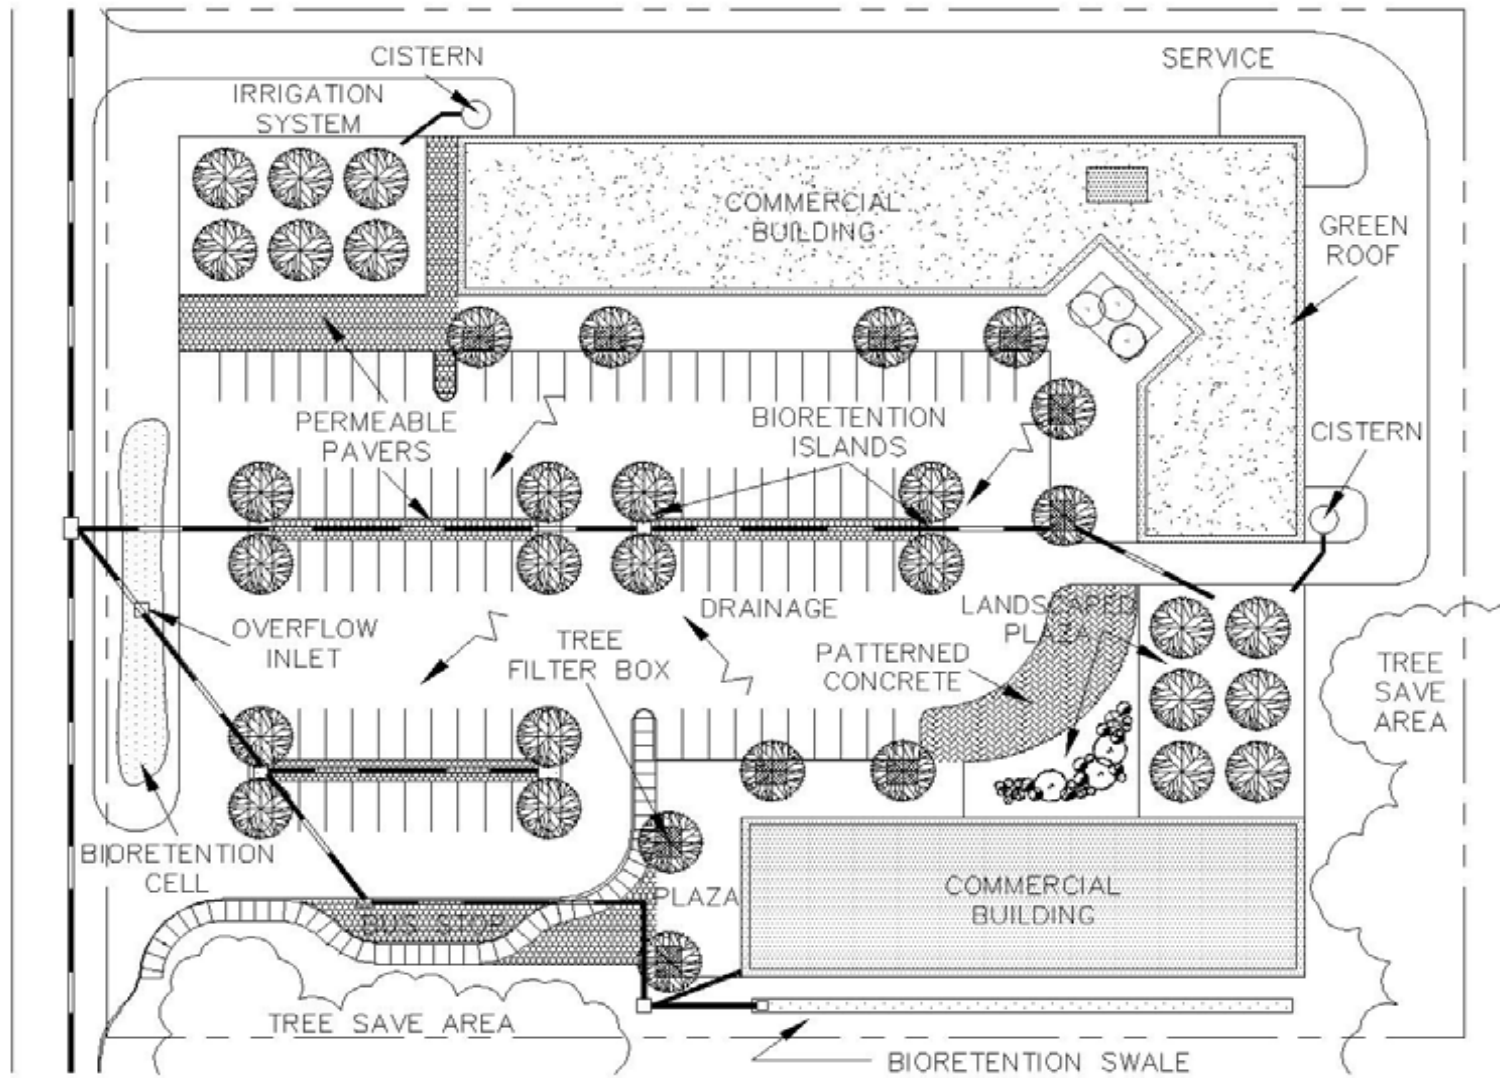 CISTERN
SERVICE
IRRIGATION
SYSTEM
COMMERCIAL
BUILDING
GREEN
ROOF
PERMEABLE
PAVERS
BIORETENTION
ISLANDS
CISTERN
DRAINAGE
LANDSCAPED
PLAZA
OVERFLOW
INLET
TREE
FILTER BOX
PATTERNED
CONCRETE
TREE
SAVE
AREA
BIORETENTION
CELL
PLAZA
COMMERCIAL
BUILDING
BUS STOP
TREE SAVE AREA
BIORETENTION SWALE